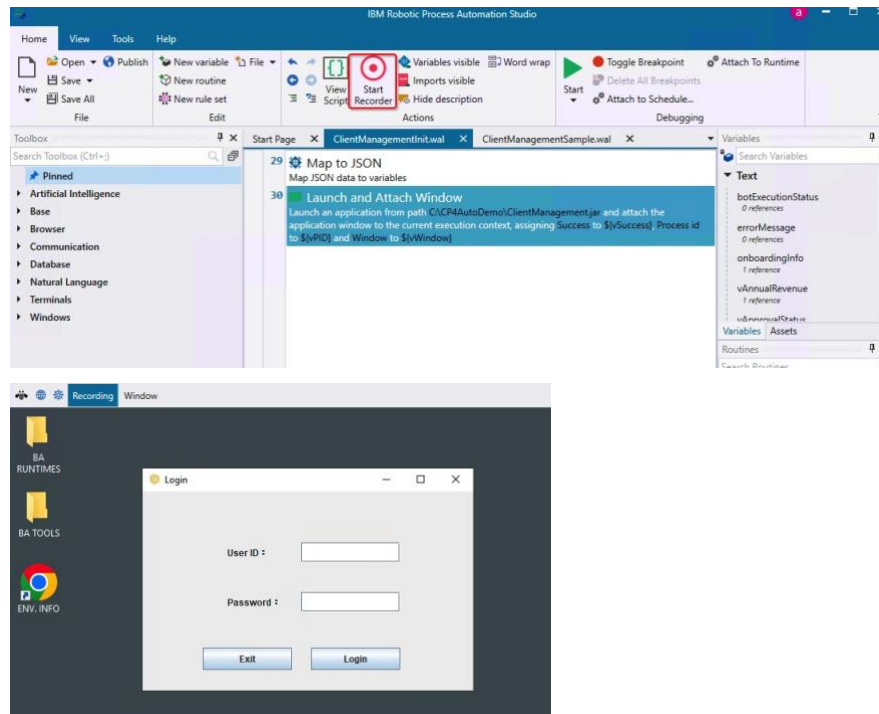 IBM Robotic Process Automation Studio
a
Home View Tools Help
Open Publish New variable File Variables visible Word wrap Toggle Breakpoint Attach To Runtime
New Save New routine View Script Start Recorder Imports visible Start Delete All Breakpoints
Save All New rule set Hide description Attach to Schedule...
File Edit Actions Debugging
Toolbox Start Page ClientManagementInit.wal ClientManagementSample.wal Variables
Search Toolbox (Ctrl+;) Search Variables
Pinned
Artificial Intelligence
Base
Browser
Communication
Database
Natural Language
Terminals
Windows
29 Map to JSON
Map JSON data to variables
30 Launch and Attach Window
Launch an application from path C:\CP4AutoDemo\ClientManagement.jar and attach the
application window to the current execution context, assigning Success to ${vSuccess}, Process id
to ${vPID} and Window to ${vWindow}
Text
botExecutionStatus
0 references
errorMessage
0 references
onboardingInfo
1 reference
vAnnualRevenue
1 reference
vApprovalStatus
Variables Assets
Routines
Search Routines
Recording Window
BA
RUNTIMES
BA TOOLS
ENV. INFO
Login
User ID :
Password :
Exit Login